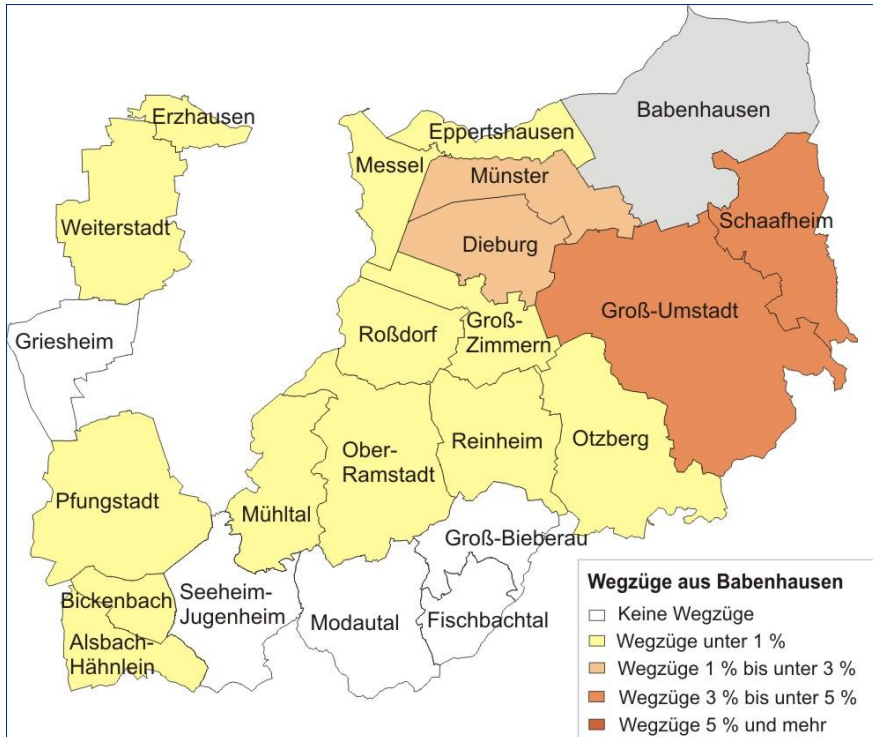 Erzhausen
Babenhausen
Eppertshausen
Messel
Münster
Schaafheim
Weiterstadt
Dieburg
Groß-Umstadt
Griesheim
Roßdorf
Groß-
Zimmern
Ober-
Ramstadt
Reinheim
Otzberg
Pfungstadt
Mühltal
Groß-Bieberau
Bickenbach
Seeheim-
Jugenheim
Modautal
Fischbachtal
Alsbach-
Hähnlein
Wegzüge aus Babenhausen
Keine Wegzüge
Wegzüge unter 1 %
Wegzüge 1 % bis unter 3 %
Wegzüge 3 % bis unter 5 %
Wegzüge 5 % und mehr